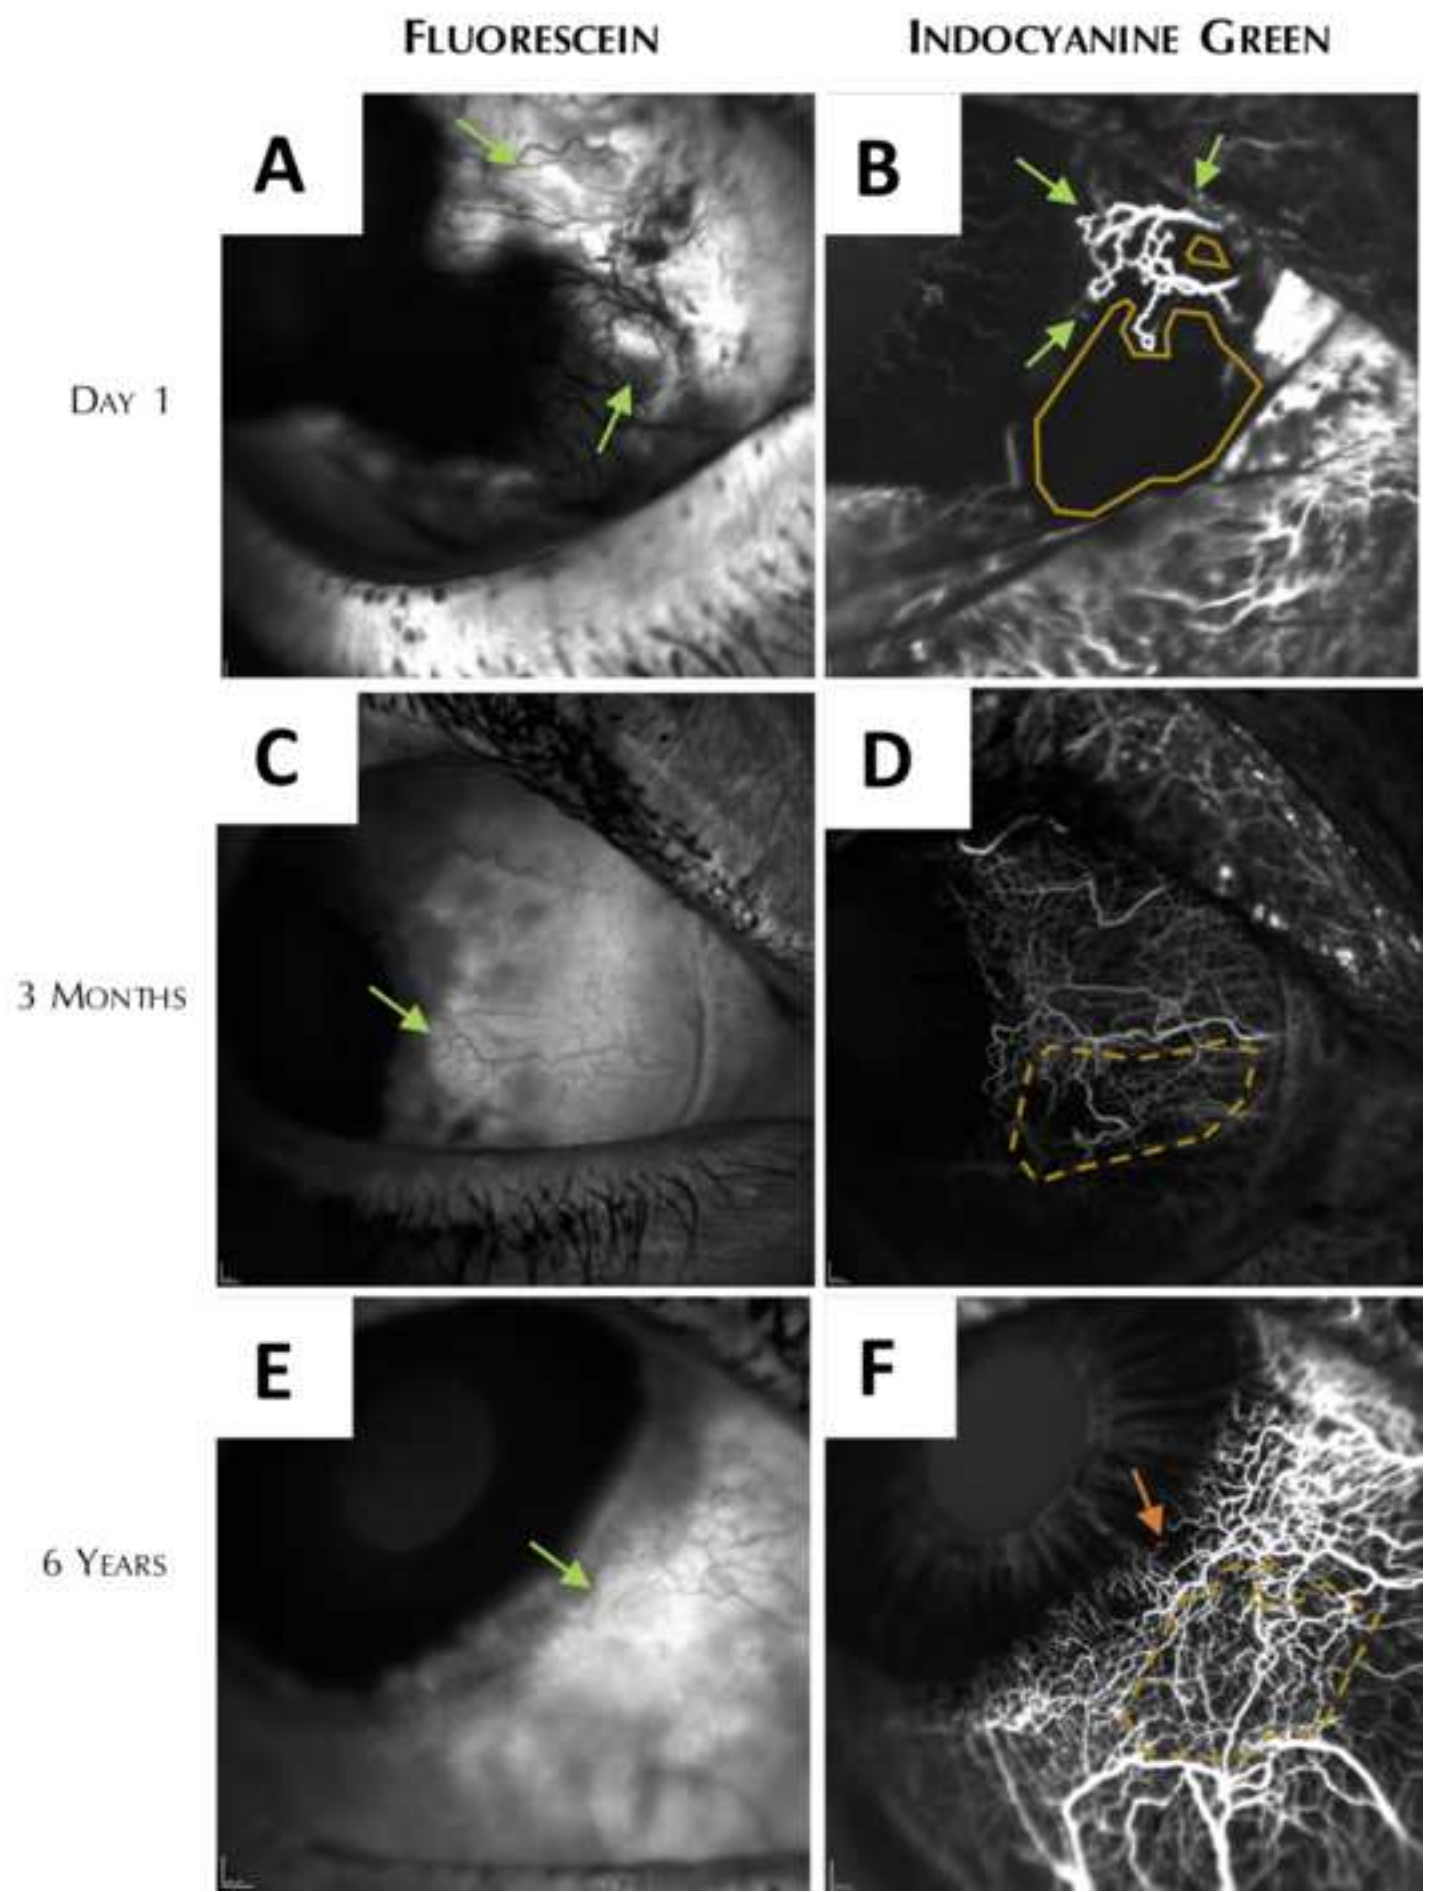 FLUORESCEIN INDOCYANINE GREEN
A B
DAY 1
C D
3 MONTHS
E F
6 YEARS